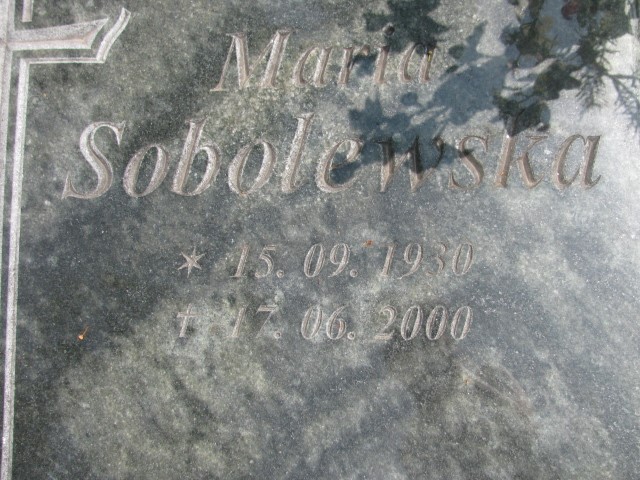 Maria
Sobolewska
* 15. 09. 1930
† 17. 06. 2000